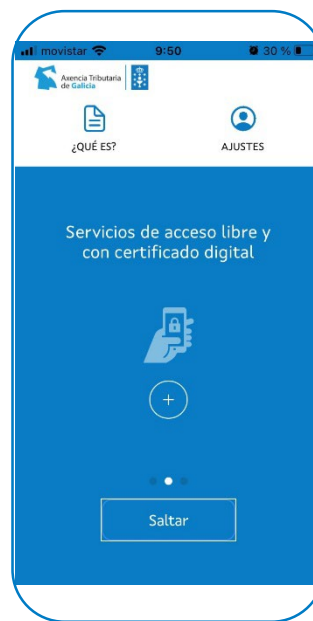 movistar 9:50 30 %
Axencia Tributaria
de Galicia
¿QUÉ ES? AJUSTES
Servicios de acceso libre y
con certificado digital
+
Saltar